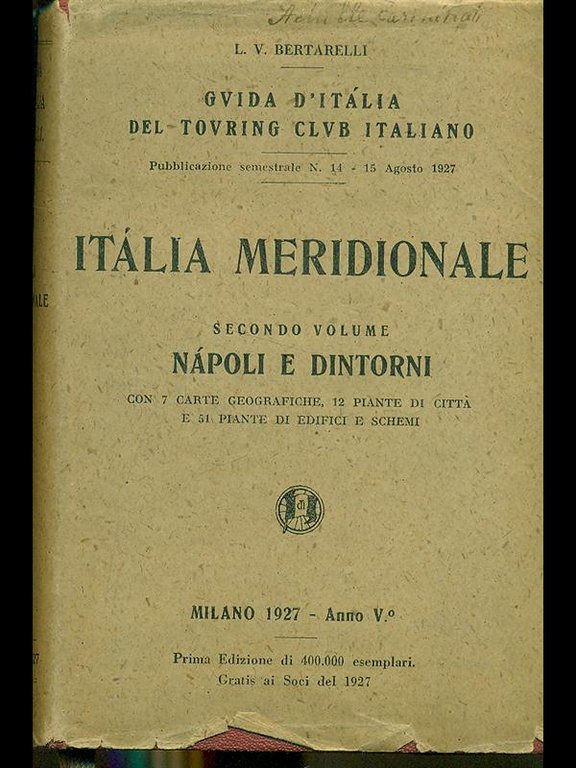 L. V. BERTARELLI
GVIDA D'ITÁLIA
DEL TOVRING CLVB ITALIANO
Pubblicazione semestrale N. 14 - 15 Agosto 1927
ITÁLIA MERIDIONALE
SECONDO VOLUME
NÁPOLI E DINTORNI
CON 7 CARTE GEOGRAFICHE, 12 PIANTE DI CITTÀ
E 51 PIANTE DI EDIFICI E SCHEMI
MILANO 1927 - Anno V.º
Prima Edizione di 400.000 esemplari.
Gratis ai Soci del 1927